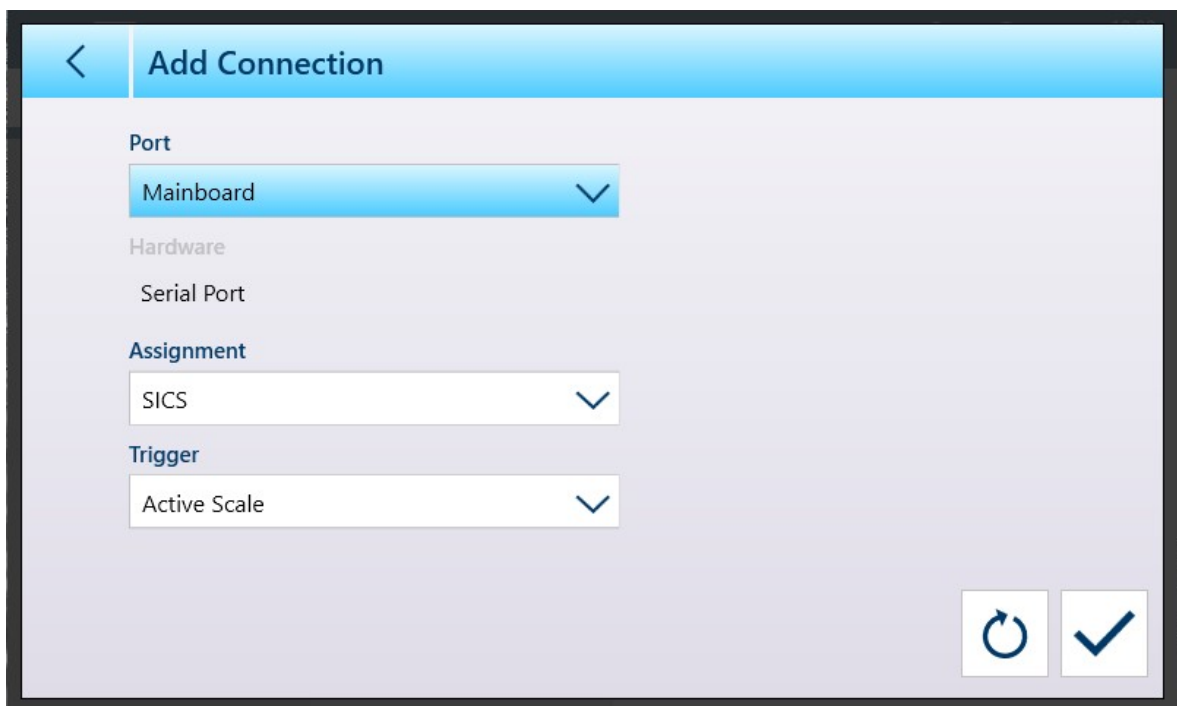 Add Connection
Port
Mainboard
Hardware
Serial Port
Assignment
SICS
Trigger
Active Scale